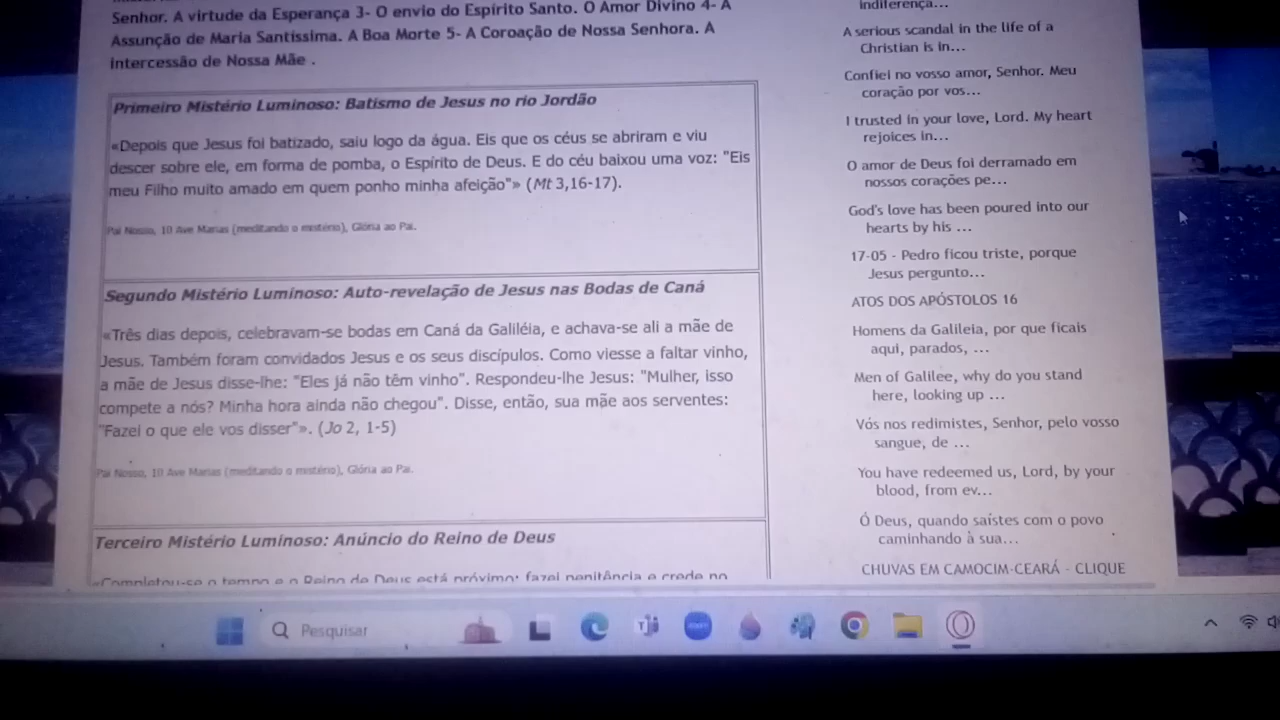 Senhor. A virtude da Esperança 3- O envio do Espírito Santo. O Amor Divino 4- A
Assunção de Maria Santíssima. A Boa Morte 5- A Coroação de Nossa Senhora. A
intercessão de Nossa Mãe .
Primeiro Mistério Luminoso: Batismo de Jesus no rio Jordão
«Depois que Jesus foi batizado, saiu logo da água. Eis que os céus se abriram e viu
descer sobre ele, em forma de pomba, o Espírito de Deus. E do céu baixou uma voz: "Eis
meu Filho muito amado em quem ponho minha afeição"» (Mt 3,16-17).
Pai Nosso, 10 Ave Marias (meditando o mistério), Glória ao Pai.
Segundo Mistério Luminoso: Auto-revelação de Jesus nas Bodas de Caná
«Três dias depois, celebravam-se bodas em Caná da Galiléia, e achava-se ali a mãe de
Jesus. Também foram convidados Jesus e os seus discípulos. Como viesse a faltar vinho,
a mãe de Jesus disse-lhe: "Eles já não têm vinho". Respondeu-lhe Jesus: "Mulher, isso
compete a nós? Minha hora ainda não chegou". Disse, então, sua mãe aos serventes:
"Fazei o que ele vos disser"». (Jo 2, 1-5)
Pai Nosso, 10 Ave Marias (meditando o mistério), Glória ao Pai.
Terceiro Mistério Luminoso: Anúncio do Reino de Deus
«Completou-se o tempo e o Reino de Deus está próximo; fazei penitência e crede no
indiferença...
A serious scandal in the life of a
Christian is in...
Confiei no vosso amor, Senhor. Meu
coração por vos...
I trusted in your love, Lord. My heart
rejoices in...
O amor de Deus foi derramado em
nossos corações pe...
God's love has been poured into our
hearts by his ...
17-05 - Pedro ficou triste, porque
Jesus pergunto...
ATOS DOS APÓSTOLOS 16
Homens da Galileia, por que ficais
aqui, parados, ...
Men of Galilee, why do you stand
here, looking up ...
Vós nos redimistes, Senhor, pelo vosso
sangue, de ...
You have redeemed us, Lord, by your
blood, from ev...
Ó Deus, quando saístes com o povo
caminhando à sua...
CHUVAS EM CAMOCIM-CEARÁ - CLIQUE
Pesquisar